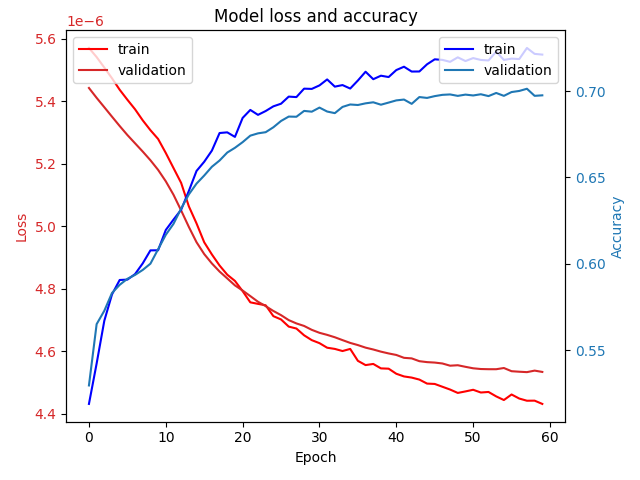 Model loss and accuracy
1e−6
train
validation
train
validation
5.6
5.4
5.2
5.0
4.8
4.6
4.4
Loss
0.70
0.65
0.60
0.55
Accuracy
0
10
20
30
40
50
60
Epoch